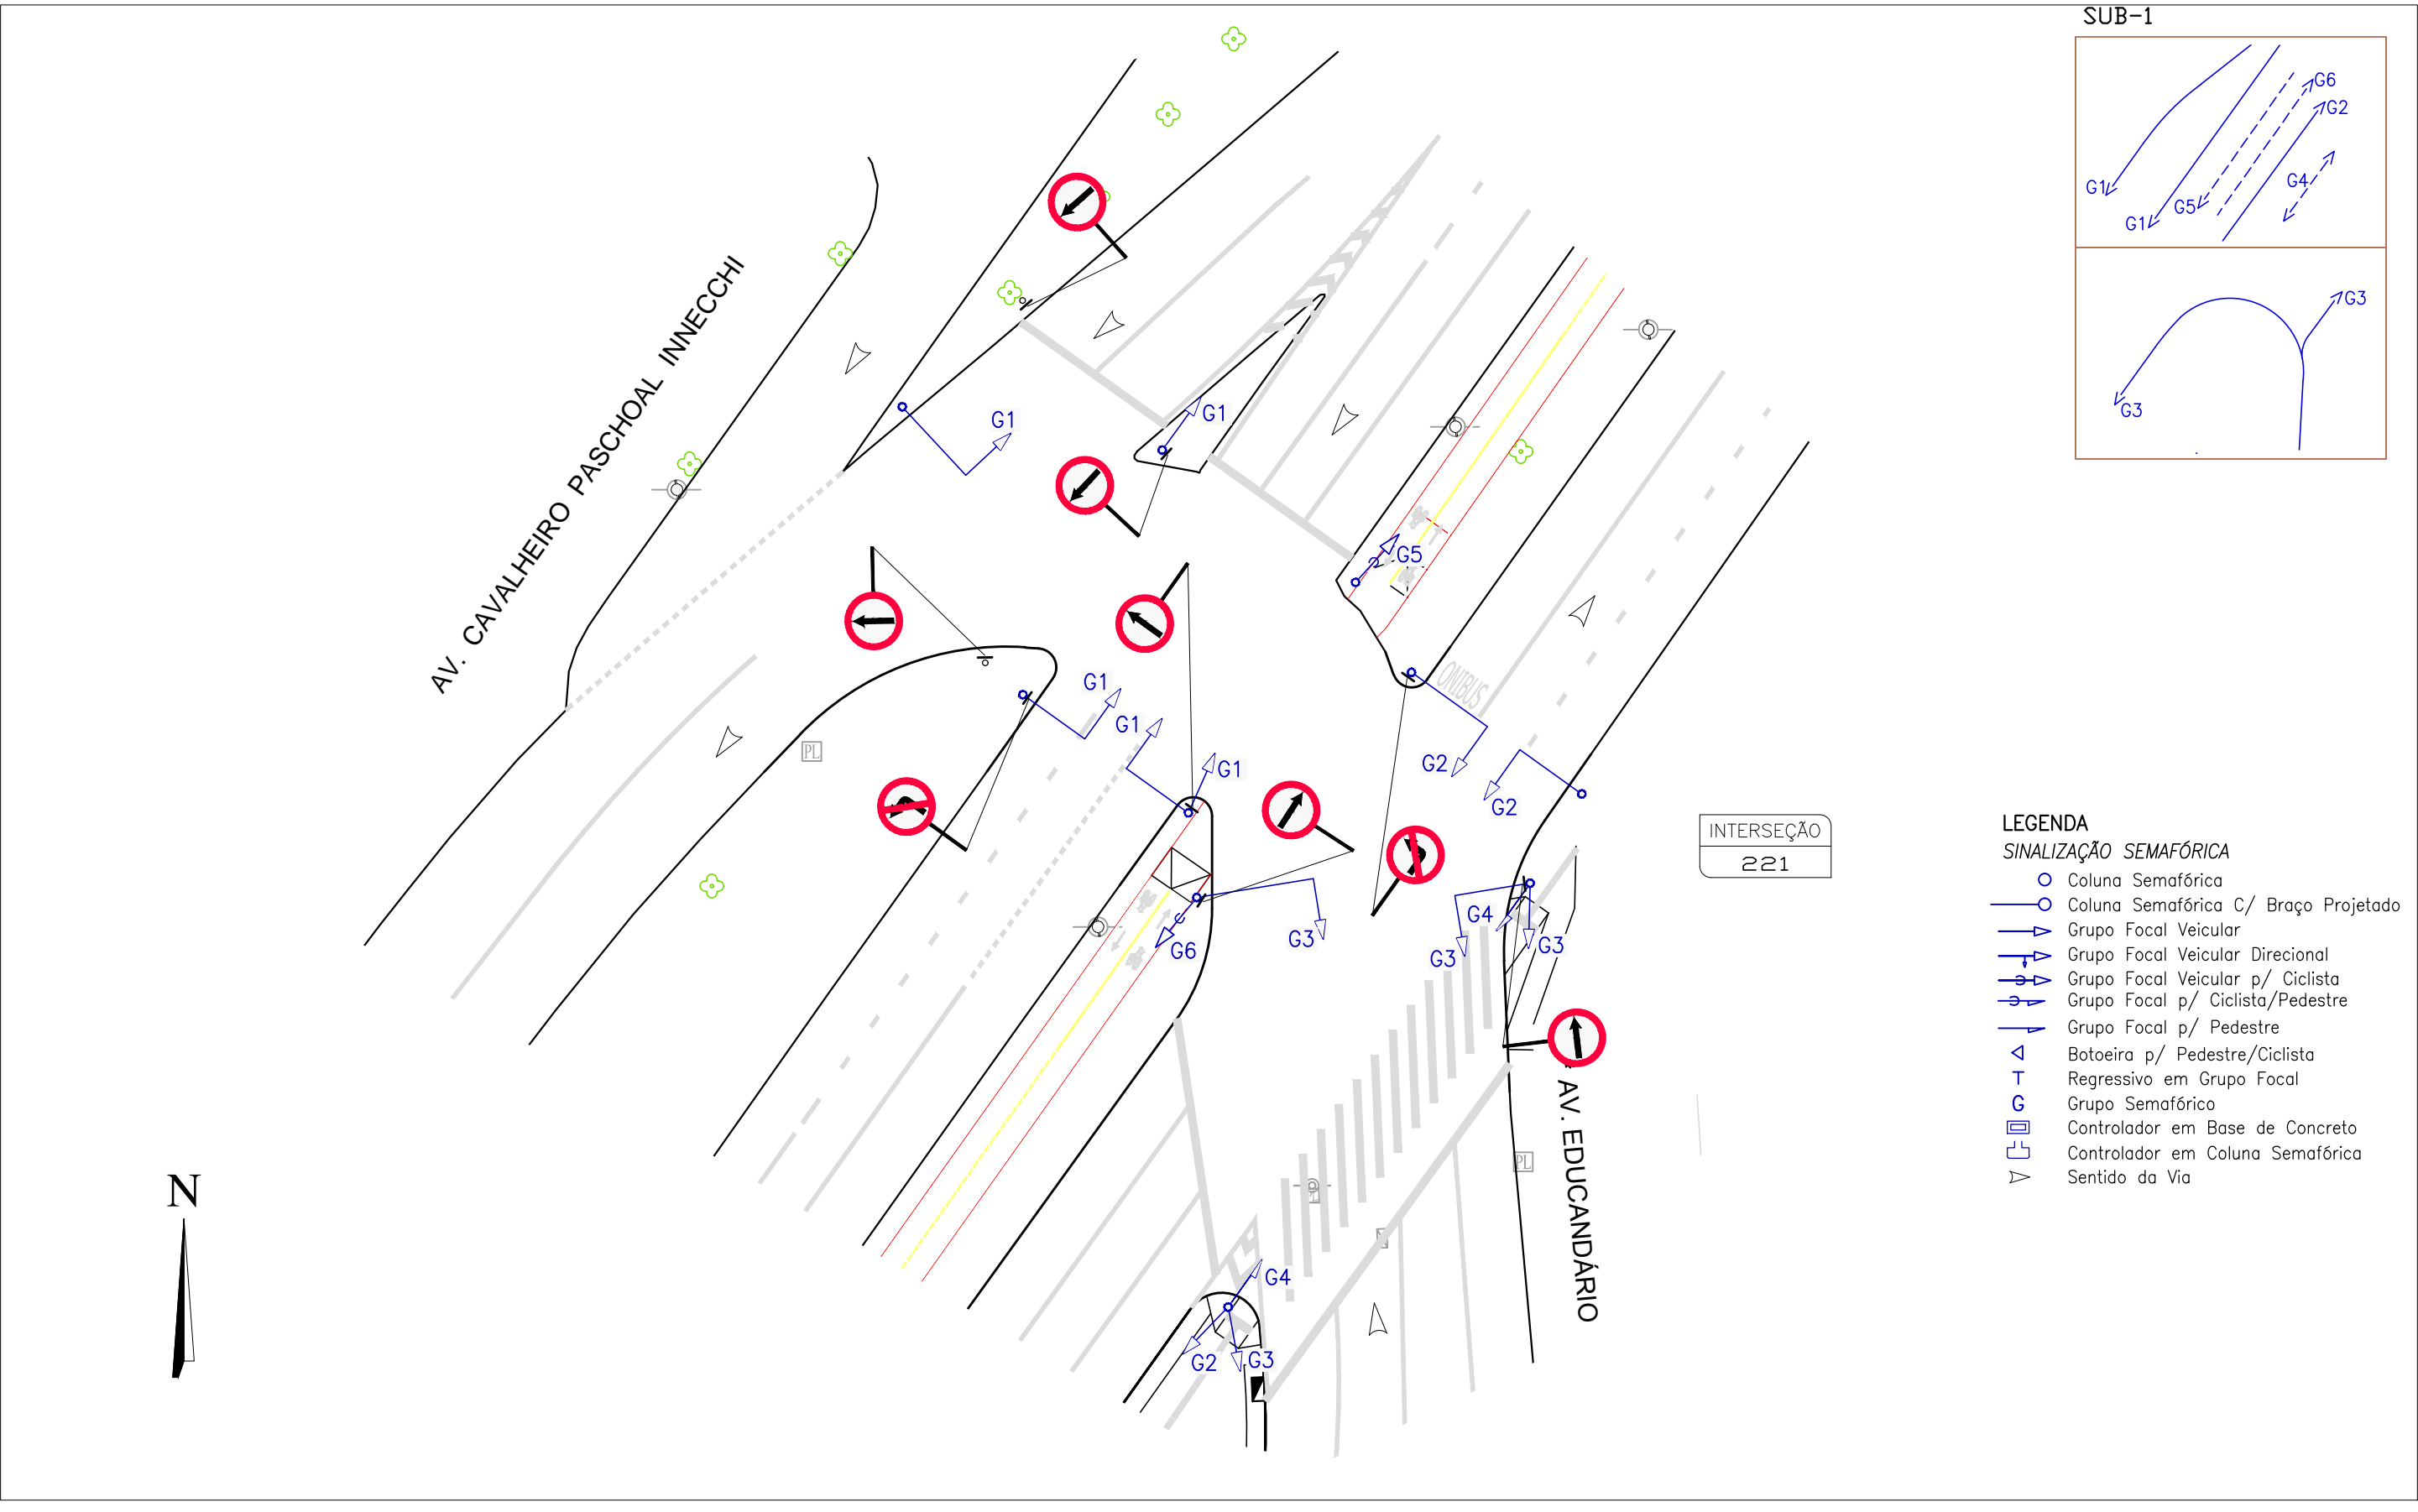 SUB-1
G6
G2
G4
G1
G5
G1
G3
G3
AV. CAVALHEIRO PASCHOAL INNECCHI
G1
G1
G5
ONIBUS
G1
G1
G1
G2
G2
PL
G6
G3
G4
G3
G3
INTERSEÇÃO
221
AV. EDUCANDÁRIO
PL
PL
G4
G2
G3
N
LEGENDA
SINALIZAÇÃO SEMAFÓRICA
Coluna Semafórica
Coluna Semafórica C/ Braço Projetado
Grupo Focal Veicular
Grupo Focal Veicular Direcional
Grupo Focal Veicular p/ Ciclista
Grupo Focal p/ Ciclista/Pedestre
Grupo Focal p/ Pedestre
Botoeira p/ Pedestre/Ciclista
T Regressivo em Grupo Focal
G Grupo Semafórico
Controlador em Base de Concreto
Controlador em Coluna Semafórica
Sentido da Via